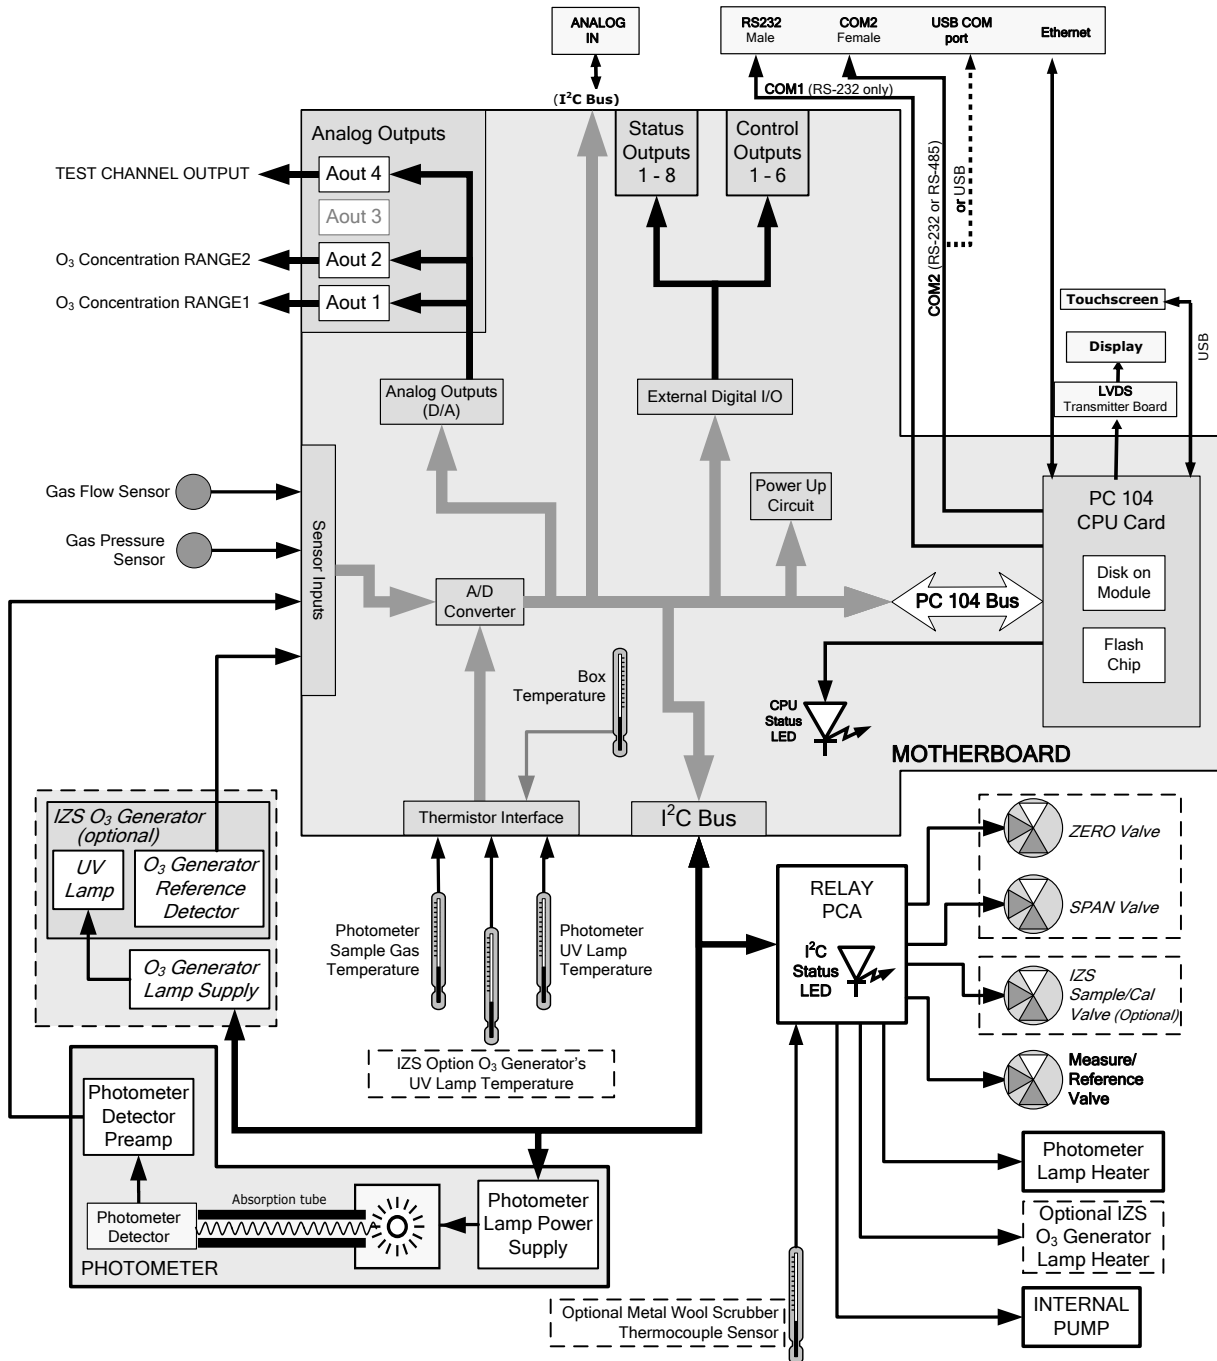 ANALOG
IN
RS232
Male
COM2
Female
USB COM
port
Ethernet
(I²C Bus)
COM1 (RS-232 only)
Analog Outputs
Status
Outputs
1 - 8
Control
Outputs
1 - 6
TEST CHANNEL OUTPUT
Aout 4
Aout 3
O₃ Concentration RANGE2
Aout 2
O₃ Concentration RANGE1
Aout 1
COM2 (RS-232 or RS-485)
or USB
Touchscreen
USB
Display
LVDS
Transmitter Board
Analog Outputs
(D/A)
External Digital I/O
Gas Flow Sensor
Gas Pressure
Sensor
Sensor Inputs
Power Up
Circuit
PC 104
CPU Card
A/D
Converter
PC 104 Bus
Disk on
Module
Flash
Chip
Box
Temperature
CPU
Status
LED
MOTHERBOARD
Thermistor Interface
I²C Bus
IZS O₃ Generator
(optional)
UV
Lamp
O₃ Generator
Reference
Detector
O₃ Generator
Lamp Supply
Photometer
Sample Gas
Temperature
Photometer
UV Lamp
Temperature
IZS Option O₃ Generator's
UV Lamp Temperature
RELAY
PCA
I²C
Status
LED
ZERO Valve
SPAN Valve
IZS
Sample/Cal
Valve (Optional)
Measure/
Reference
Valve
Photometer
Detector
Preamp
Photometer
Detector
Absorption tube
Photometer
Lamp Power
Supply
PHOTOMETER
Photometer
Lamp Heater
Optional IZS
O₃ Generator
Lamp Heater
INTERNAL
PUMP
Optional Metal Wool Scrubber
Thermocouple Sensor